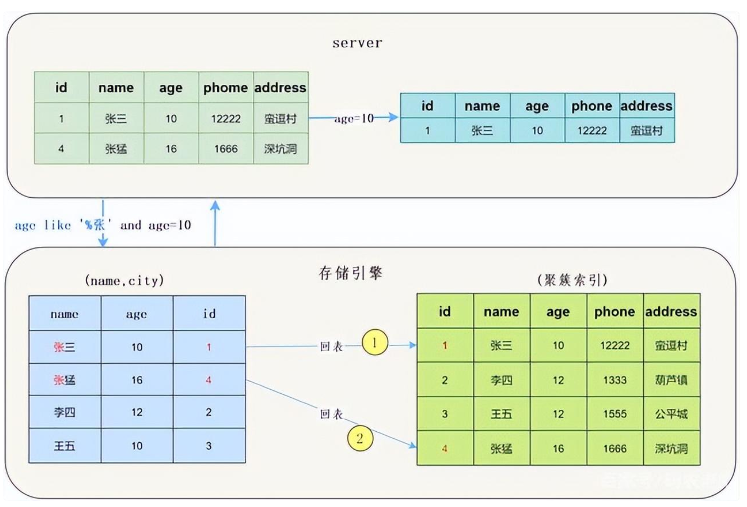 server
id name age phome address
1 张三 10 12222 蛮逗村
4 张猛 16 1666 深坑洞
age=10
id name age phone address
1 张三 10 12222 蛮逗村
age like '%张' and age=10
存储引擎
(name,city)
name age id
张三 10 1
张猛 16 4
李四 12 2
王五 10 3
回表 1
回表
2
(聚簇索引)
id name age phone address
1 张三 10 12222 蛮逗村
2 李四 12 1333 葫芦镇
3 王五 12 1555 公平城
4 张猛 16 1666 深坑洞